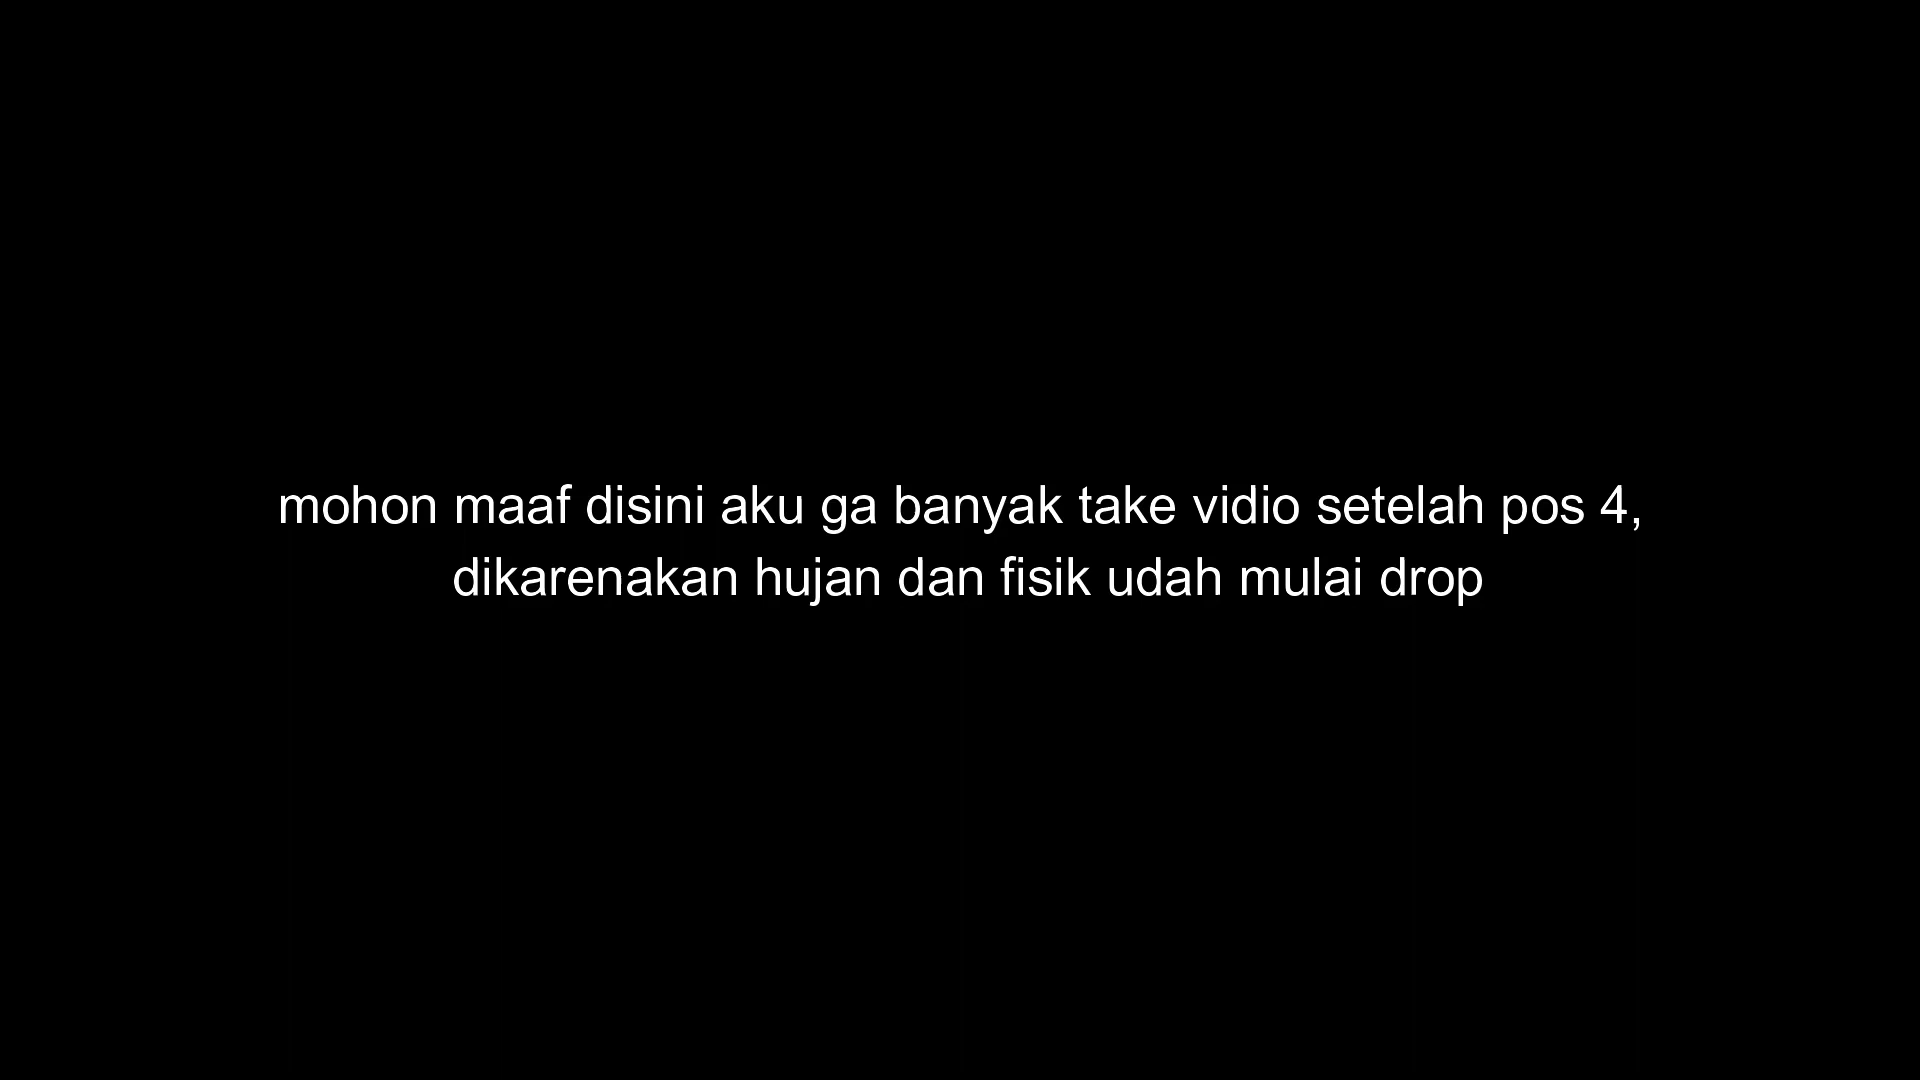 mohon maaf disini aku ga banyak take vidio setelah pos 4,
dikarenakan hujan dan fisik udah mulai drop